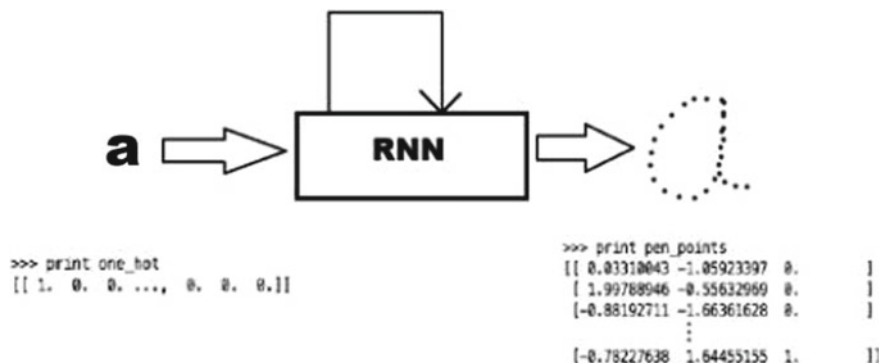 a
RNN
>>> print one_hot
[[ 1. 0. 0. ..., 0. 0. 0.]]
>>> print pen_points
[[ 0.03310043 -1.05923397 0. ]
[ 1.99788946 -0.55632969 0. ]
[-0.88192711 -1.66361628 0. ]
⋮
[-0.78227638 1.64455155 1. ]]